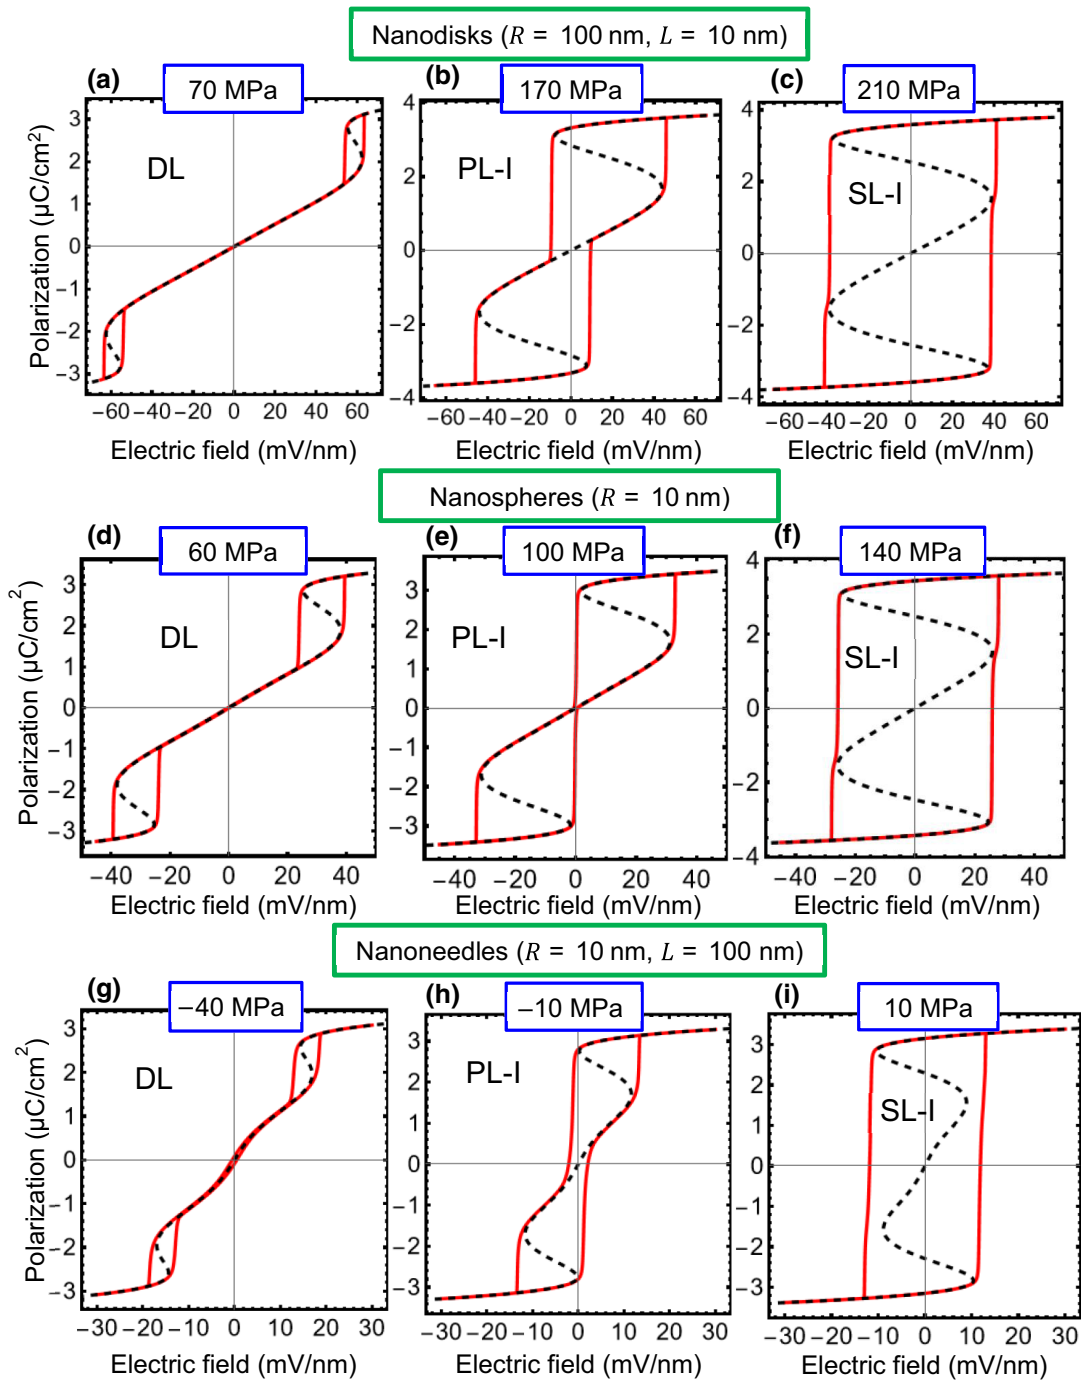 Nanodisks (R = 100 nm, L = 10 nm)
(a) 70 MPa (b) 170 MPa (c) 210 MPa
DL PL-I SL-I
3 2 1 0 −1 −2 −3
4 2 0 −2 −4
4 2 0 −2 −4
Polarization (μC/cm²)
−60 −40 −20 0 20 40 60
−60 −40 −20 0 20 40 60
−60 −40 −20 0 20 40 60
Electric field (mV/nm) Electric field (mV/nm) Electric field (mV/nm)
Nanospheres (R = 10 nm)
(d) 60 MPa (e) 100 MPa (f) 140 MPa
DL PL-I SL-I
3 2 1 0 −1 −2 −3
3 2 1 0 −1 −2 −3
4 2 0 −2 −4
Polarization (μC/cm²)
−40 −20 0 20 40
−40 −20 0 20 40
−40 −20 0 20 40
Electric field (mV/nm) Electric field (mV/nm) Electric field (mV/nm)
Nanoneedles (R = 10 nm, L = 100 nm)
(g) −40 MPa (h) −10 MPa (i) 10 MPa
DL PL-I SL-I
3 2 1 0 −1 −2 −3
3 2 1 0 −1 −2 −3
3 2 1 0 −1 −2 −3
Polarization (μC/cm²)
−30 −20 −10 0 10 20 30
−30 −20 −10 0 10 20 30
−30 −20 −10 0 10 20 30
Electric field (mV/nm) Electric field (mV/nm) Electric field (mV/nm)